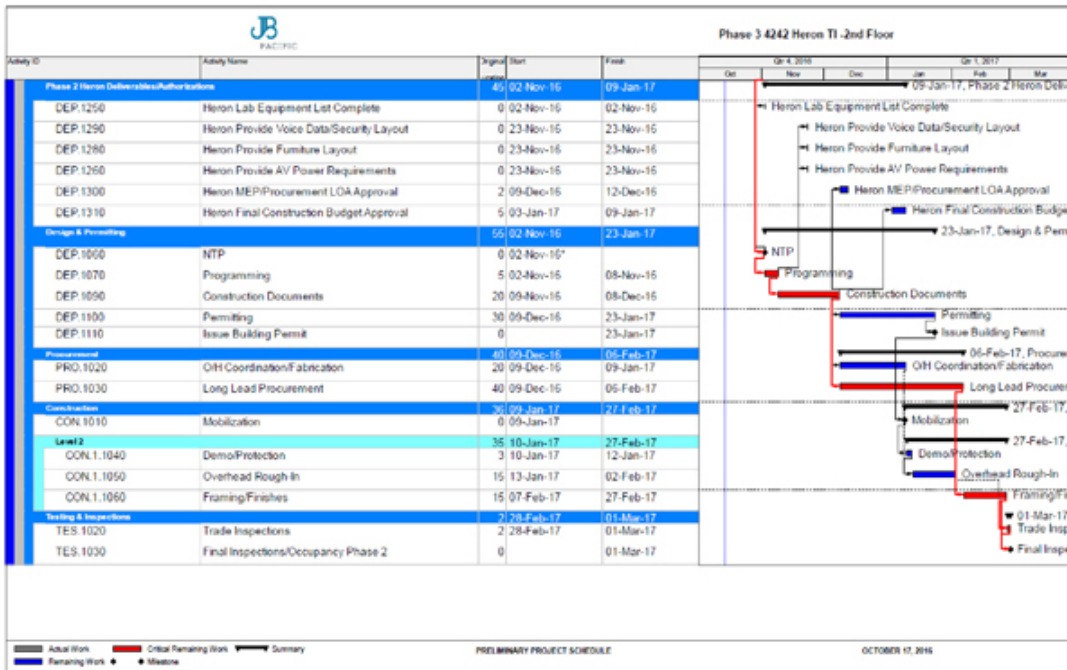 JB
PACIFIC
Phase 3 4242 Heron TI -2nd Floor
Activity ID Activity Name Original Start Finish Qtr 4, 2016 Qtr 1, 2017
Oct Nov Dec Jan Feb Mar
Phase 2 Heron Deliverables/Authorizations 45 02-Nov-16 09-Jan-17 09-Jan-17, Phase 2 Heron Deliv
DEP.1250 Heron Lab Equipment List Complete 0 02-Nov-16 02-Nov-16 Heron Lab Equipment List Complete
DEP.1290 Heron Provide Voice Data/Security Layout 0 23-Nov-16 23-Nov-16 Heron Provide Voice Data/Security Layout
DEP.1280 Heron Provide Furniture Layout 0 23-Nov-16 23-Nov-16 Heron Provide Furniture Layout
DEP.1260 Heron Provide AV Power Requirements 0 23-Nov-16 23-Nov-16 Heron Provide AV Power Requirements
DEP.1300 Heron MEP/Procurement LOA Approval 2 09-Dec-16 12-Dec-16 Heron MEP/Procurement LOA Approval
DEP.1310 Heron Final Construction Budget Approval 5 03-Jan-17 09-Jan-17 Heron Final Construction Budge
Design & Permitting 55 02-Nov-16 23-Jan-17 23-Jan-17, Design & Perm
DEP.1060 NTP 0 02-Nov-16* NTP
DEP.1070 Programming 5 02-Nov-16 08-Nov-16 Programming
DEP.1090 Construction Documents 20 09-Nov-16 08-Dec-16 Construction Documents
DEP.1100 Permitting 30 09-Dec-16 23-Jan-17 Permitting
DEP.1110 Issue Building Permit 0 23-Jan-17 Issue Building Permit
Procurement 40 09-Dec-16 06-Feb-17 06-Feb-17, Procure
PRO.1020 O/H Coordination/Fabrication 20 09-Dec-16 09-Jan-17 O/H Coordination/Fabrication
PRO.1030 Long Lead Procurement 40 09-Dec-16 06-Feb-17 Long Lead Procure
Construction 36 09-Jan-17 27-Feb-17 27-Feb-17,
CON.1010 Mobilization 0 09-Jan-17 Mobilization
Level 2 35 10-Jan-17 27-Feb-17 27-Feb-17,
CON.1.1040 Demo/Protection 3 10-Jan-17 12-Jan-17 Demo/Protection
CON.1.1050 Overhead Rough-In 15 13-Jan-17 02-Feb-17 Overhead Rough-In
CON.1.1060 Framing/Finishes 15 07-Feb-17 27-Feb-17 Framing/Fi
Testing & Inspections 2 28-Feb-17 01-Mar-17 01-Mar-17
TES.1020 Trade Inspections 2 28-Feb-17 01-Mar-17 Trade Insp
TES.1030 Final Inspections/Occupancy Phase 2 0 01-Mar-17 Final Inspe
Actual Work Critical Remaining Work Summary PRELIMINARY PROJECT SCHEDULE OCTOBER 17, 2016
Remaining Work Milestone